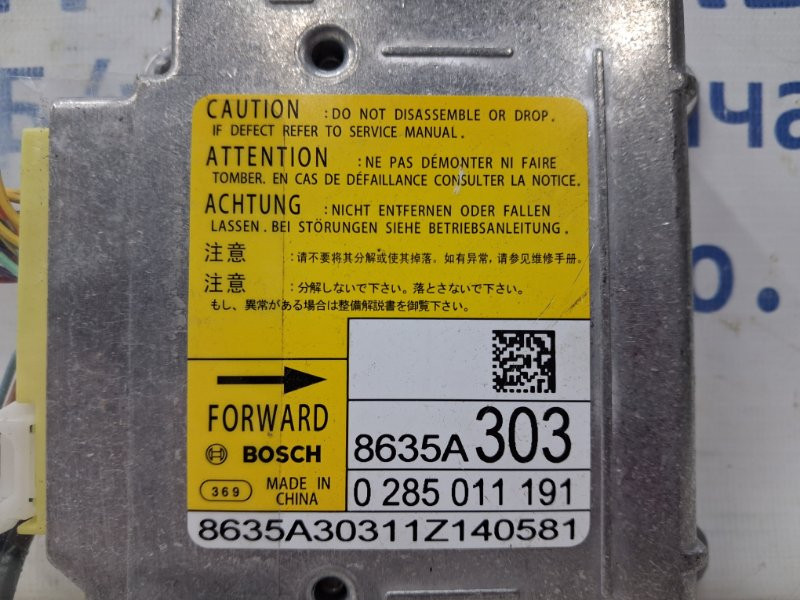 CAUTION : DO NOT DISASSEMBLE OR DROP.
IF DEFECT REFER TO SERVICE MANUAL.
ATTENTION : NE PAS DÉMONTER NI FAIRE
TOMBER. EN CAS DE DÉFAILLANCE CONSULTER LA NOTICE.
ACHTUNG : NICHT ENTFERNEN ODER FALLEN
LASSEN. BEI STÖRUNGEN SIEHE BETRIEBSANLEITUNG.
注意 : 请不要将其分解或使其掉落。如有异常,请参见维修手册.
注意 : 分解しないで下さい。落とさないで下さい。
もし、異常がある場合は整備解説書を御覧下さい。
FORWARD
BOSCH
369
MADE IN
CHINA
8635A 303
0 285 011 191
8635A30311Z140581